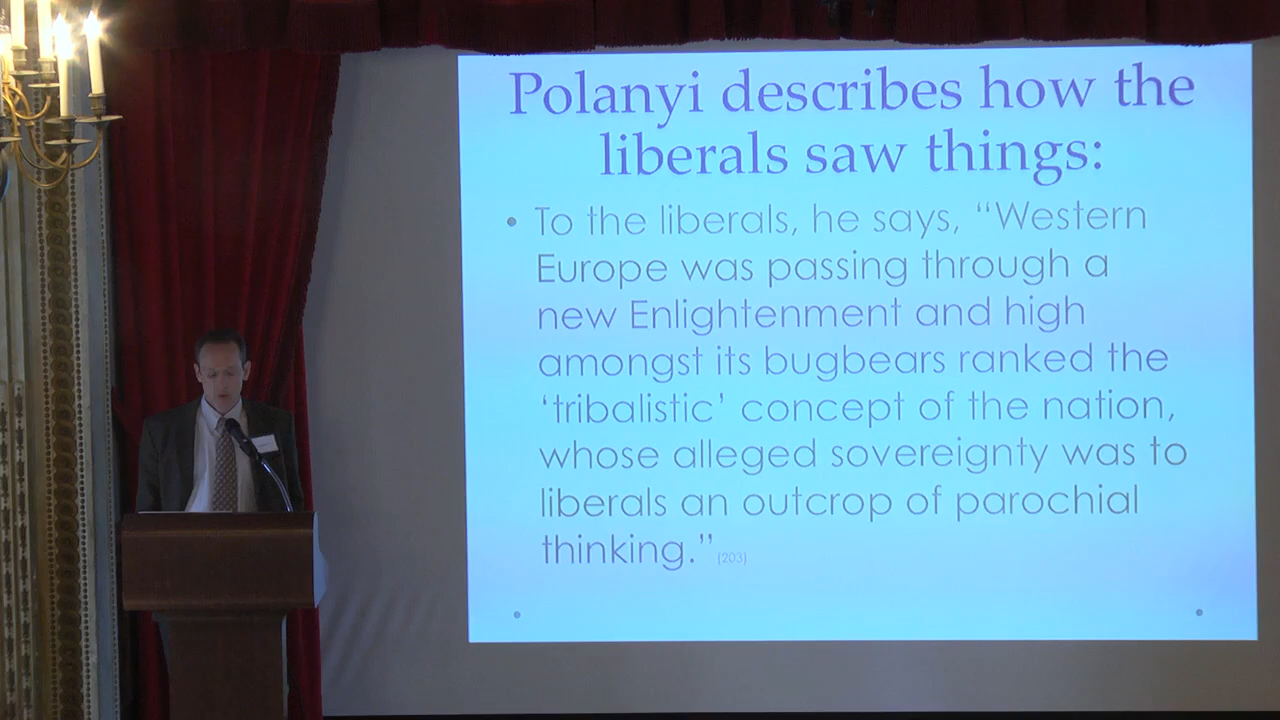 Polanyi describes how the
liberals saw things:
• To the liberals, he says, “Western
Europe was passing through a
new Enlightenment and high
amongst its bugbears ranked the
‘tribalistic’ concept of the nation,
whose alleged sovereignty was to
liberals an outcrop of parochial
thinking.” (203)